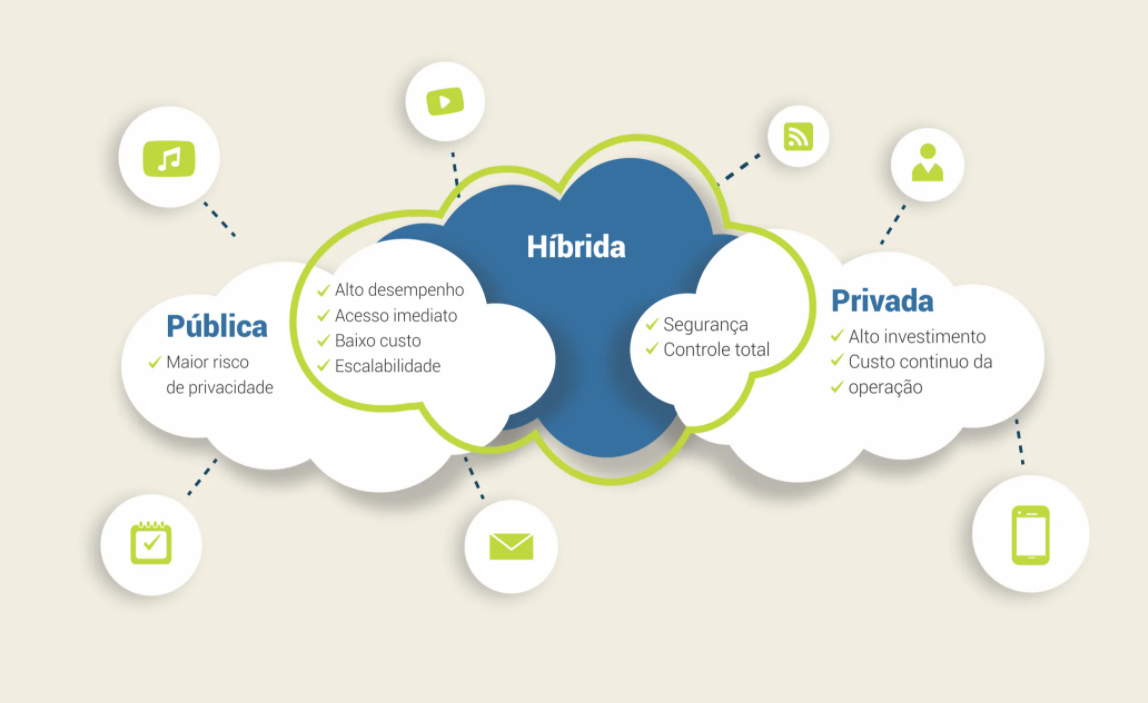 Híbrida
Pública
Maior risco
de privacidade
Alto desempenho
Acesso imediato
Baixo custo
Escalabilidade
Segurança
Controle total
Privada
Alto investimento
Custo continuo da
operação